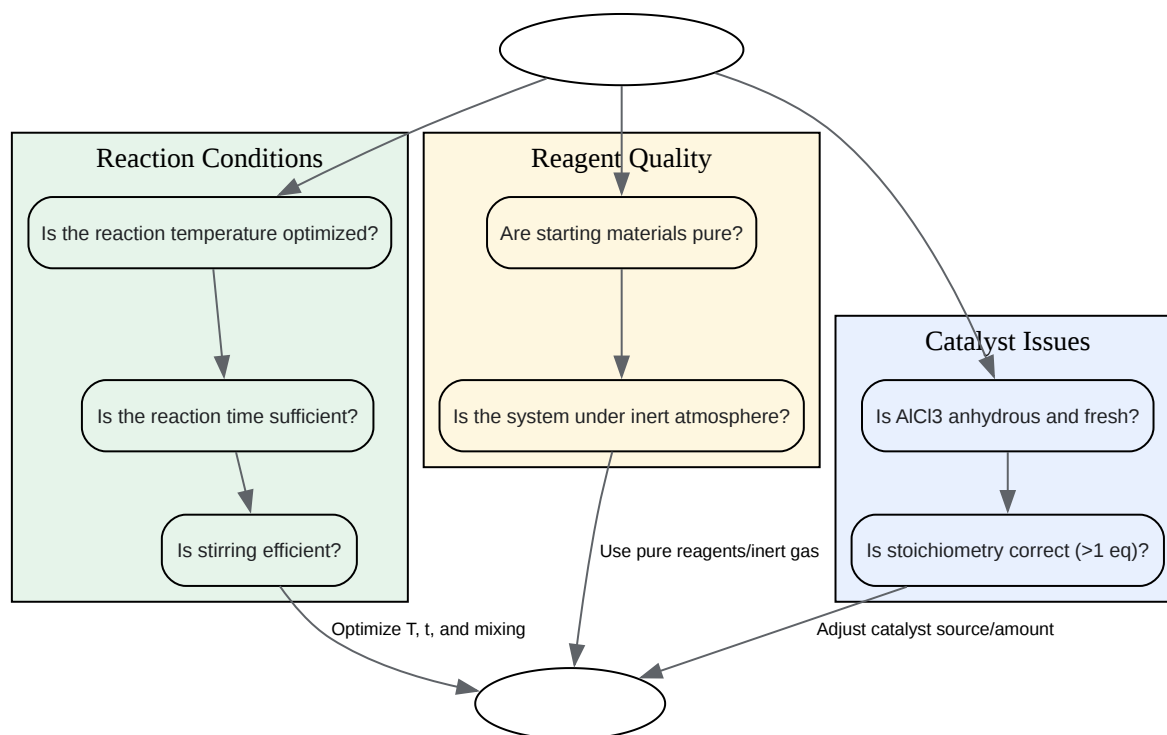 Reaction Conditions
Is the reaction temperature optimized?
Is the reaction time sufficient?
Is stirring efficient?
Optimize T, t, and mixing
Reagent Quality
Are starting materials pure?
Is the system under inert atmosphere?
Use pure reagents/inert gas
Catalyst Issues
Is AlCl3 anhydrous and fresh?
Is stoichiometry correct (>1 eq)?
Adjust catalyst source/amount